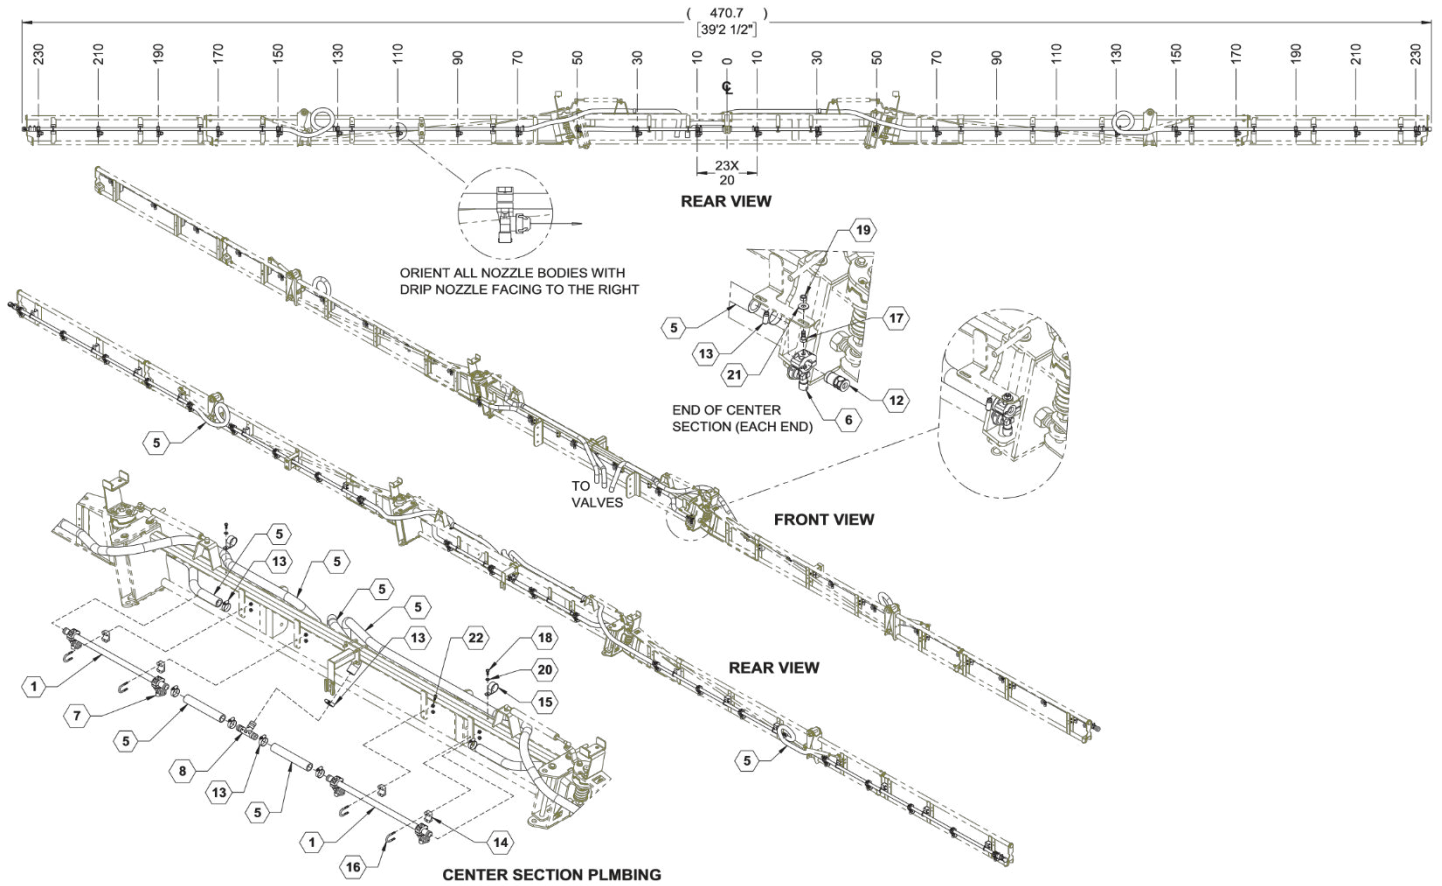 ( 470.7 )
[39'2 1/2"]
230 210 190 170 150 130 110 90 70 50 30 10 0 10 30 50 70 90 110 130 150 170 190 210 230
℄
23X
20
REAR VIEW
ORIENT ALL NOZZLE BODIES WITH
DRIP NOZZLE FACING TO THE RIGHT
19
5
17
13
21
12
6
END OF CENTER
SECTION (EACH END)
5
TO
VALVES
FRONT VIEW
5
13
5
5
5
13
22
18
20
15
REAR VIEW
1
7
5
8
13
5
5
1
14
16
CENTER SECTION PLMBING